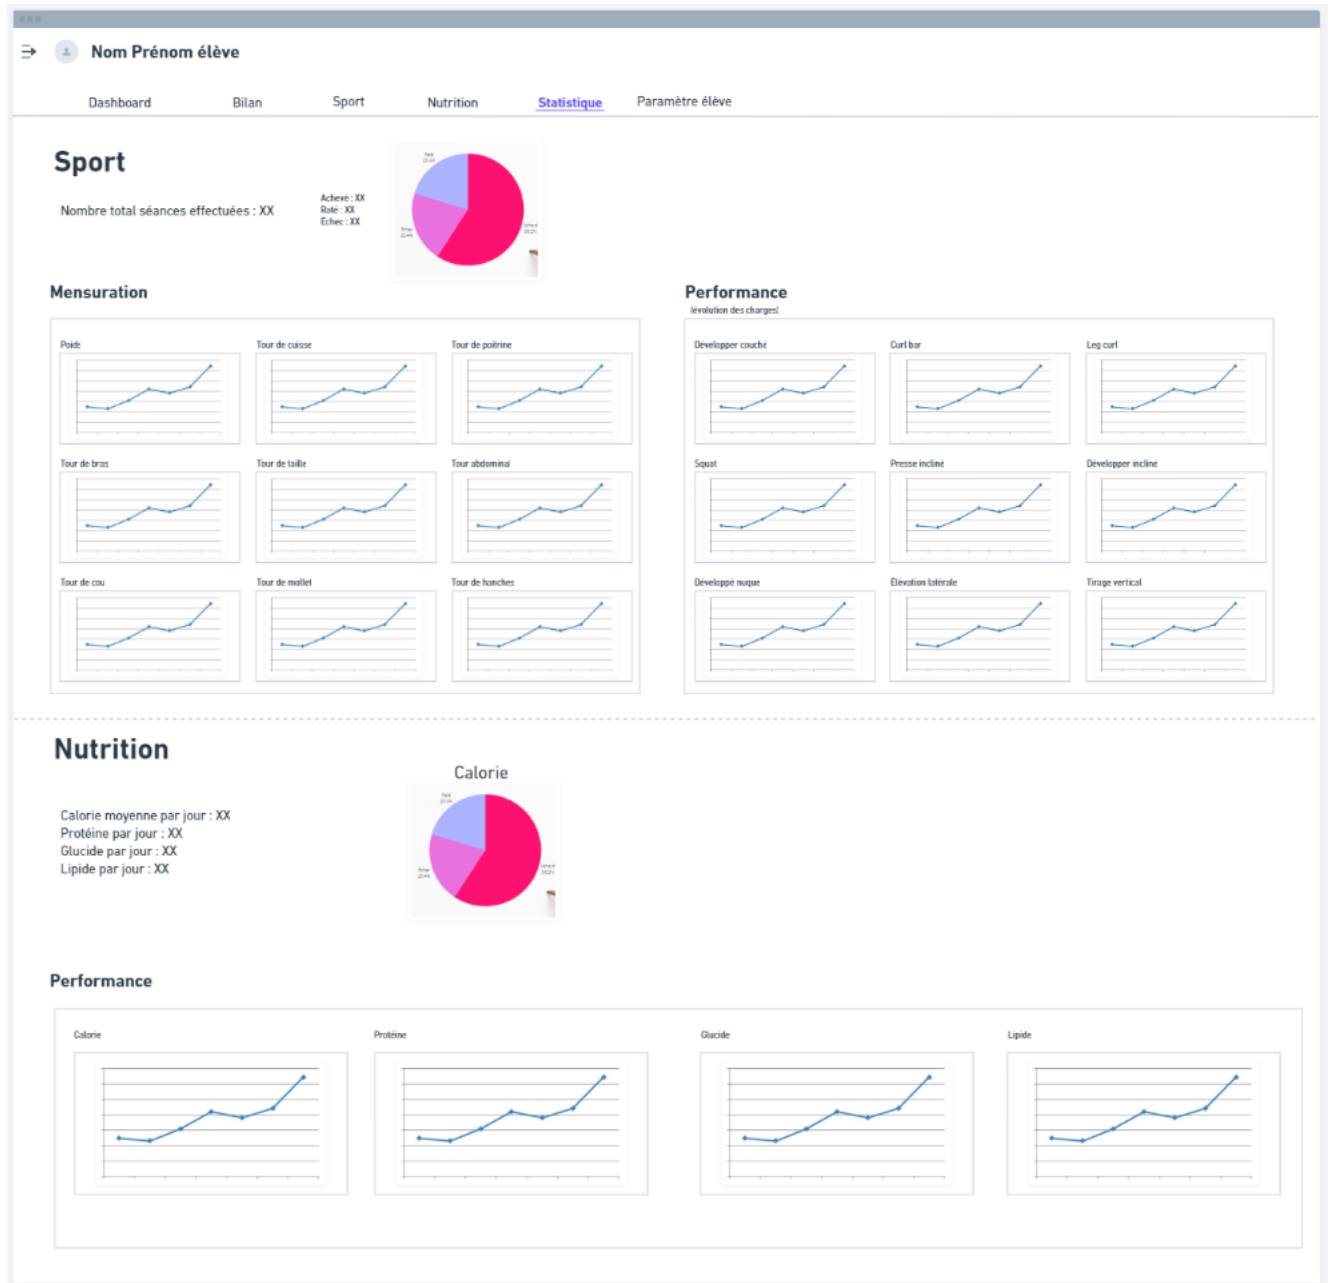 Nom Prénom élève
Dashboard Bilan Sport Nutrition Statistique Paramètre élève
Sport
Nombre total séances effectuées : XX
Achevé : XX
Raté : XX
Echec : XX
Mensuration
Performance
(évolution des charges)
Poids Tour de cuisse Tour de poitrine
Développer couché Curl bar Leg curl
Tour de bras Tour de taille Tour abdominal
Squat Presse incliné Développer incliné
Tour de cou Tour de mollet Tour de hanches
Développé nuque Élévation latérale Tirage vertical
Nutrition
Calorie
Calorie moyenne par jour : XX
Protéine par jour : XX
Glucide par jour : XX
Lipide par jour : XX
Performance
Calorie Protéine Glucide Lipide